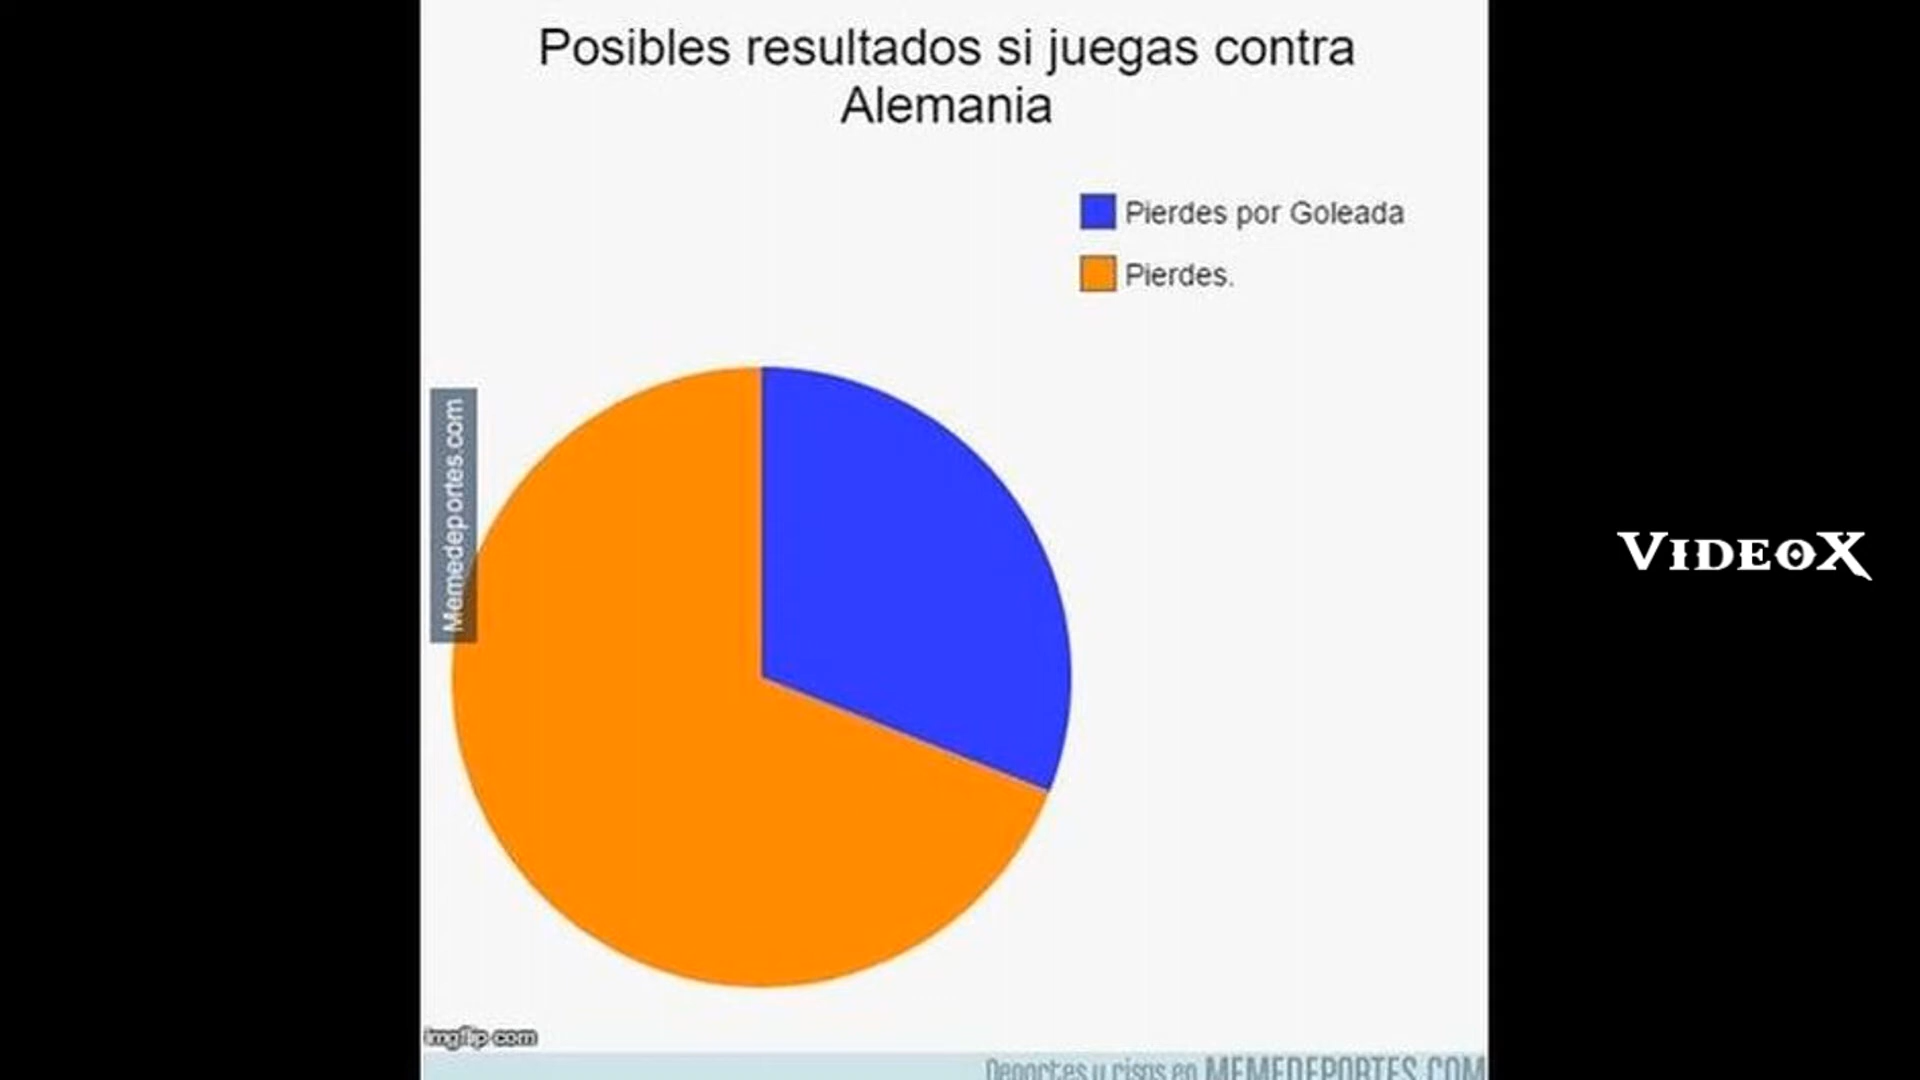 Posibles resultados si juegas contra
Alemania
Pierdes por Goleada
Pierdes.
Memedeportes.com
VIDEOX
imgflip.com
Deportes y risas en MEMEDEPORTES.COM